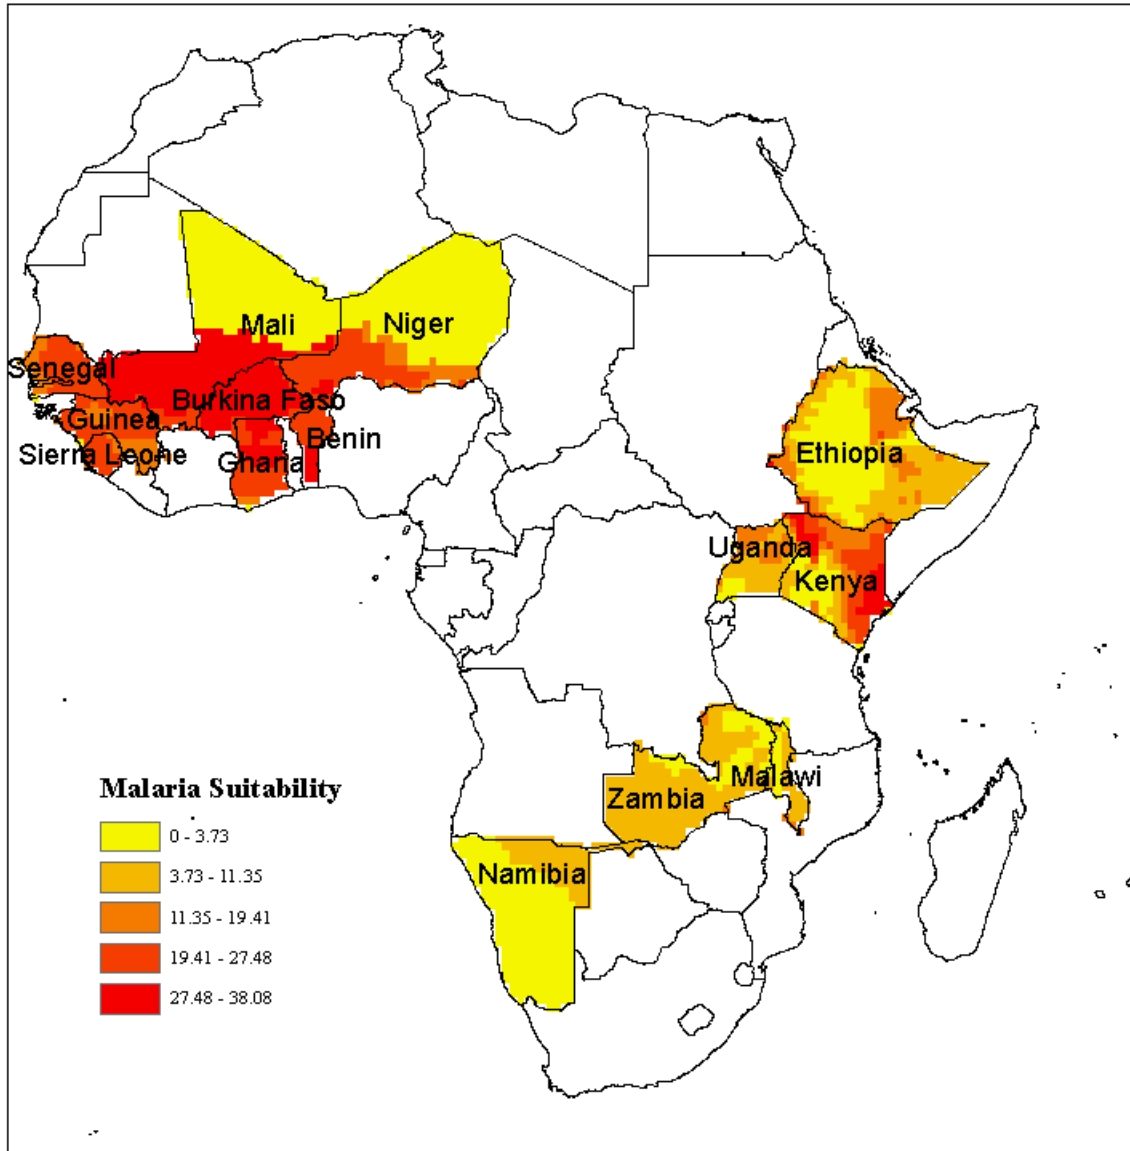 Mali
Niger
Senegal
Burkina Faso
Guinea
Benin
Sierra Leone
Ghana
Ethiopia
Uganda
Kenya
Malawi
Zambia
Namibia
Malaria Suitability
0 - 3.73
3.73 - 11.35
11.35 - 19.41
19.41 - 27.48
27.48 - 38.08